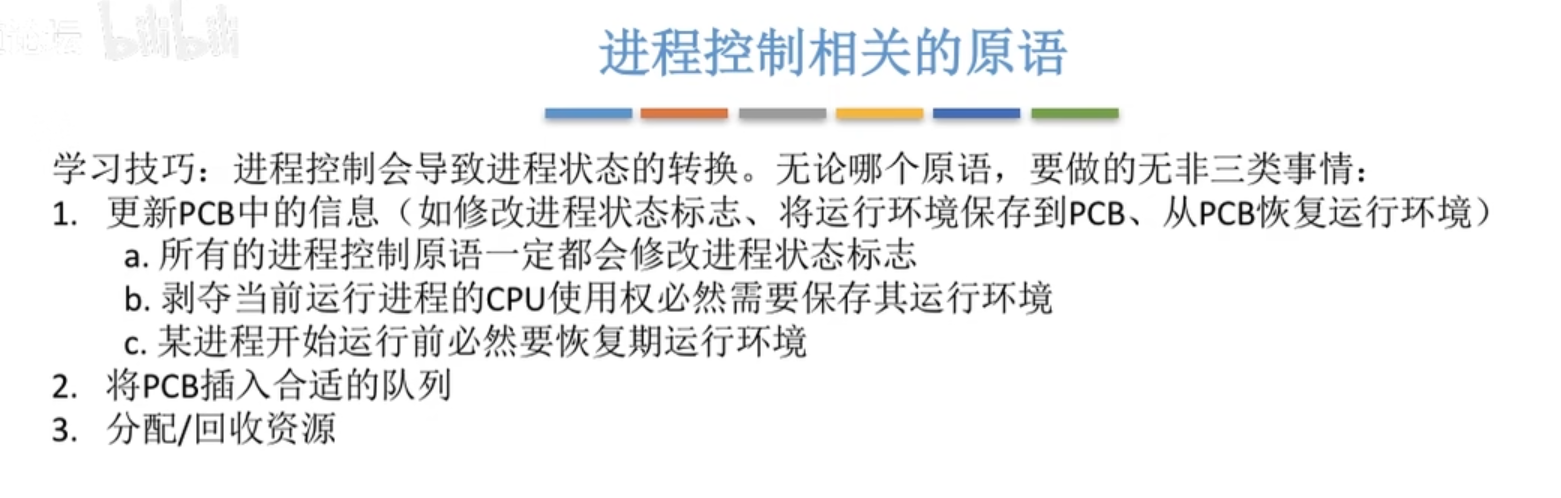 论坛 bilibili
进程控制相关的原语
学习技巧：进程控制会导致进程状态的转换。无论哪个原语，要做的无非三类事情：
1. 更新PCB中的信息（如修改进程状态标志、将运行环境保存到PCB、从PCB恢复运行环境）
a. 所有的进程控制原语一定都会修改进程状态标志
b. 剥夺当前运行进程的CPU使用权必然需要保存其运行环境
c. 某进程开始运行前必然要恢复期运行环境
2. 将PCB插入合适的队列
3. 分配/回收资源